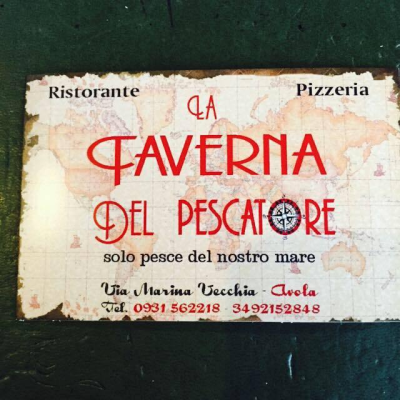 Ristorante Pizzeria
LA
TAVERNA
DEL PESCATORE
solo pesce del nostro mare
Via Marina Vecchia - Avola
Tel. 0931 562218 - 3492152848